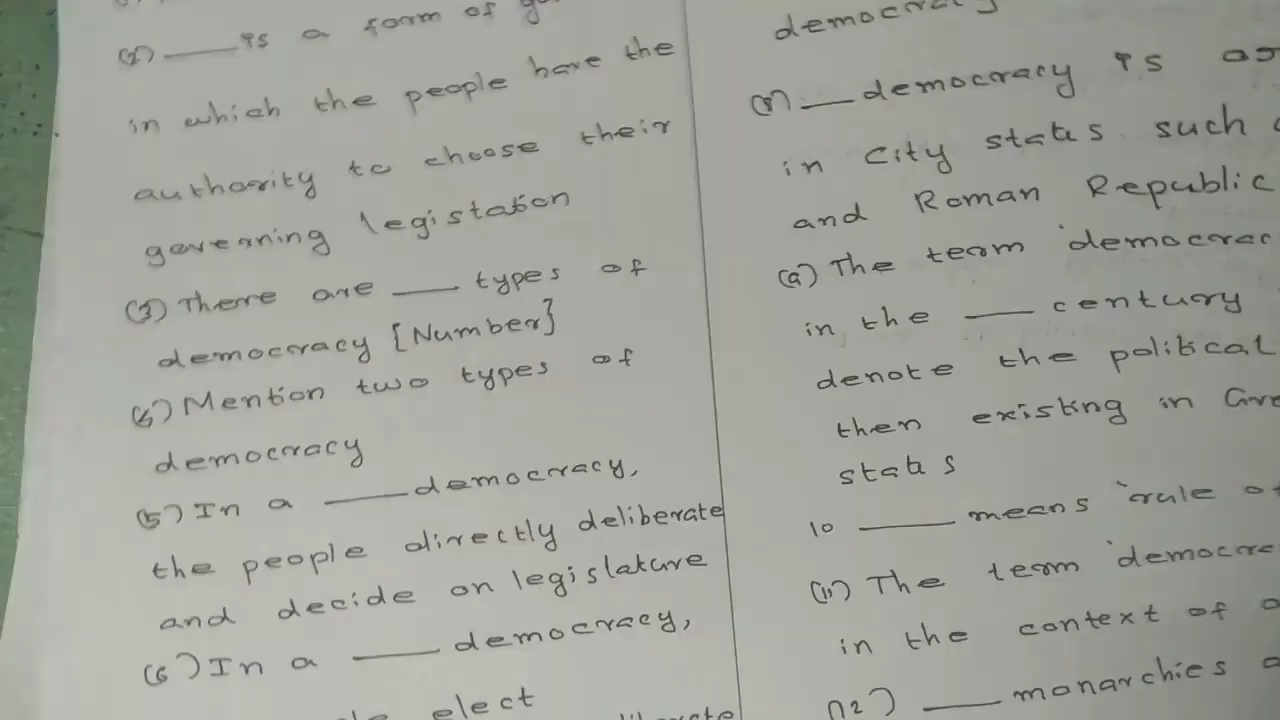 (2) ____ is a form of
in which the people have the
authority to choose their
governing legistation
(3) There are ____ types of
democracy [Number]
(4) Mention two types of
democracy
(5) In a ____ democracy,
the people directly deliberate
and decide on legislature
(6) In a ____ democracy,
elect
democracy
(8) ____ democracy is
in city states such
and Roman Republic
(9) The term 'democrac
in the ____ century
denote the political
then existing in
states
10 ____ means 'rule
(11) The term 'democra
in the context of
(12) ____ monarchies